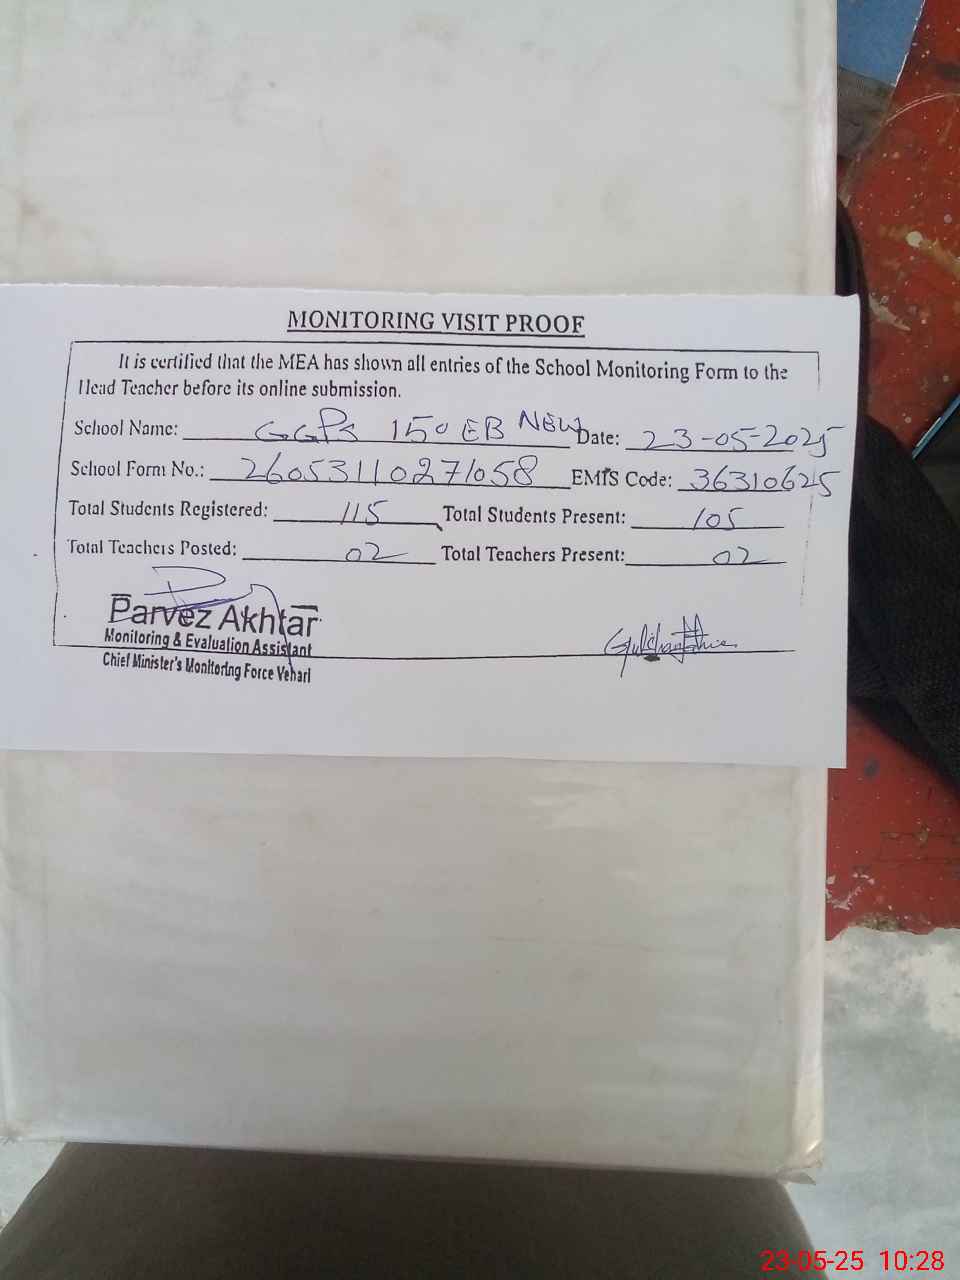 MONITORING VISIT PROOF
It is certified that the MEA has shown all entries of the School Monitoring Form to the
Head Teacher before its online submission.
School Name: GGPS 150 EB NEW Date: 23-05-2025
School Form No.: 26053110271058 EMIS Code: 36310625
Total Students Registered: 115 Total Students Present: 105
Total Teachers Posted: 02 Total Teachers Present: 02
Parvez Akhtar
Monitoring & Evaluation Assistant
Chief Minister's Monitoring Force Vehari
23-05-25 10:28